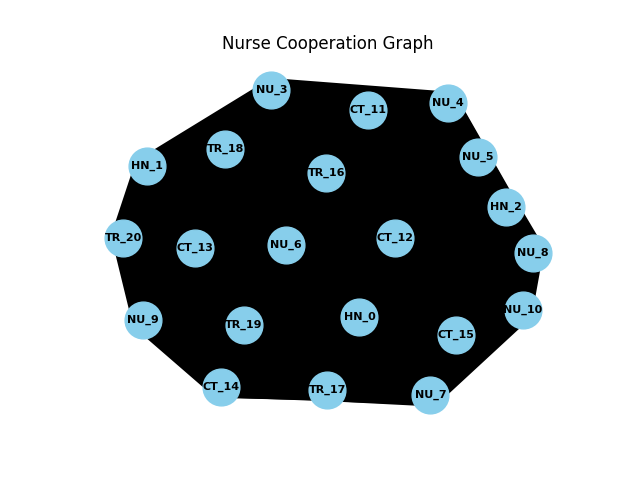 Nurse Cooperation Graph
NU_3
NU_4
CT_11
TR_18
NU_5
HN_1
TR_16
HN_2
TR_20
CT_13
NU_6
CT_12
NU_8
NU_9
TR_19
HN_0
NU_10
CT_15
CT_14
TR_17
NU_7